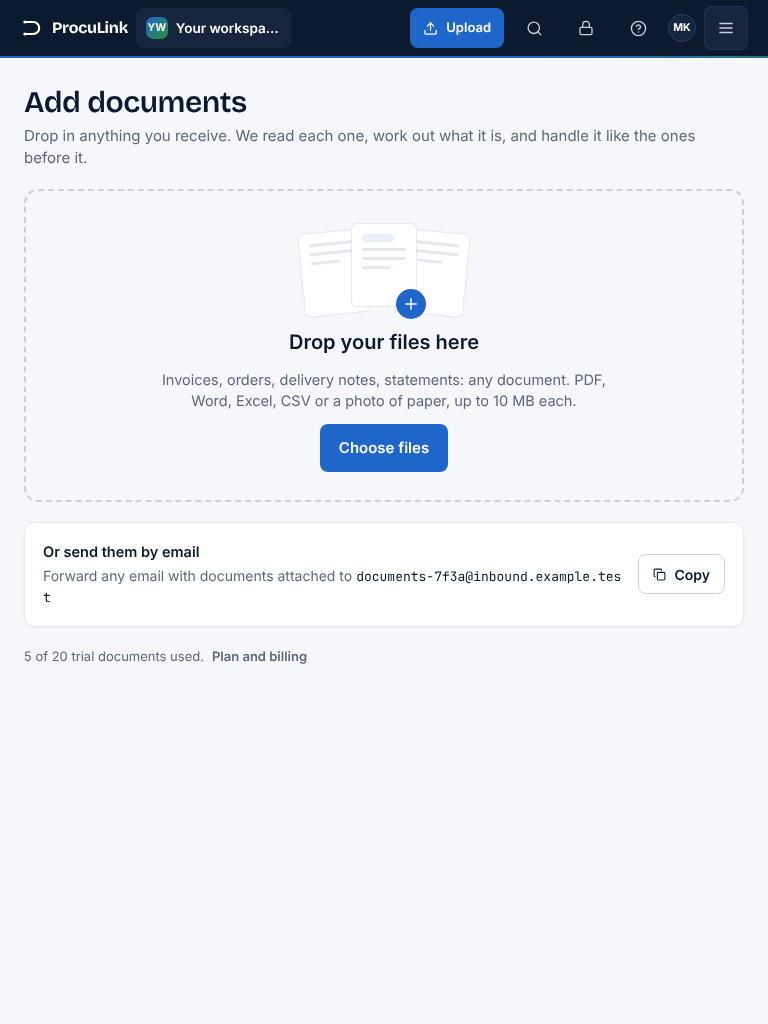 ProcuLink
YW Your workspa...
Upload
MK
Add documents
Drop in anything you receive. We read each one, work out what it is, and handle it like the ones
before it.
Drop your files here
Invoices, orders, delivery notes, statements: any document. PDF,
Word, Excel, CSV or a photo of paper, up to 10 MB each.
Choose files
Or send them by email
Forward any email with documents attached to documents-7f3a@inbound.example.tes
t
Copy
5 of 20 trial documents used. Plan and billing